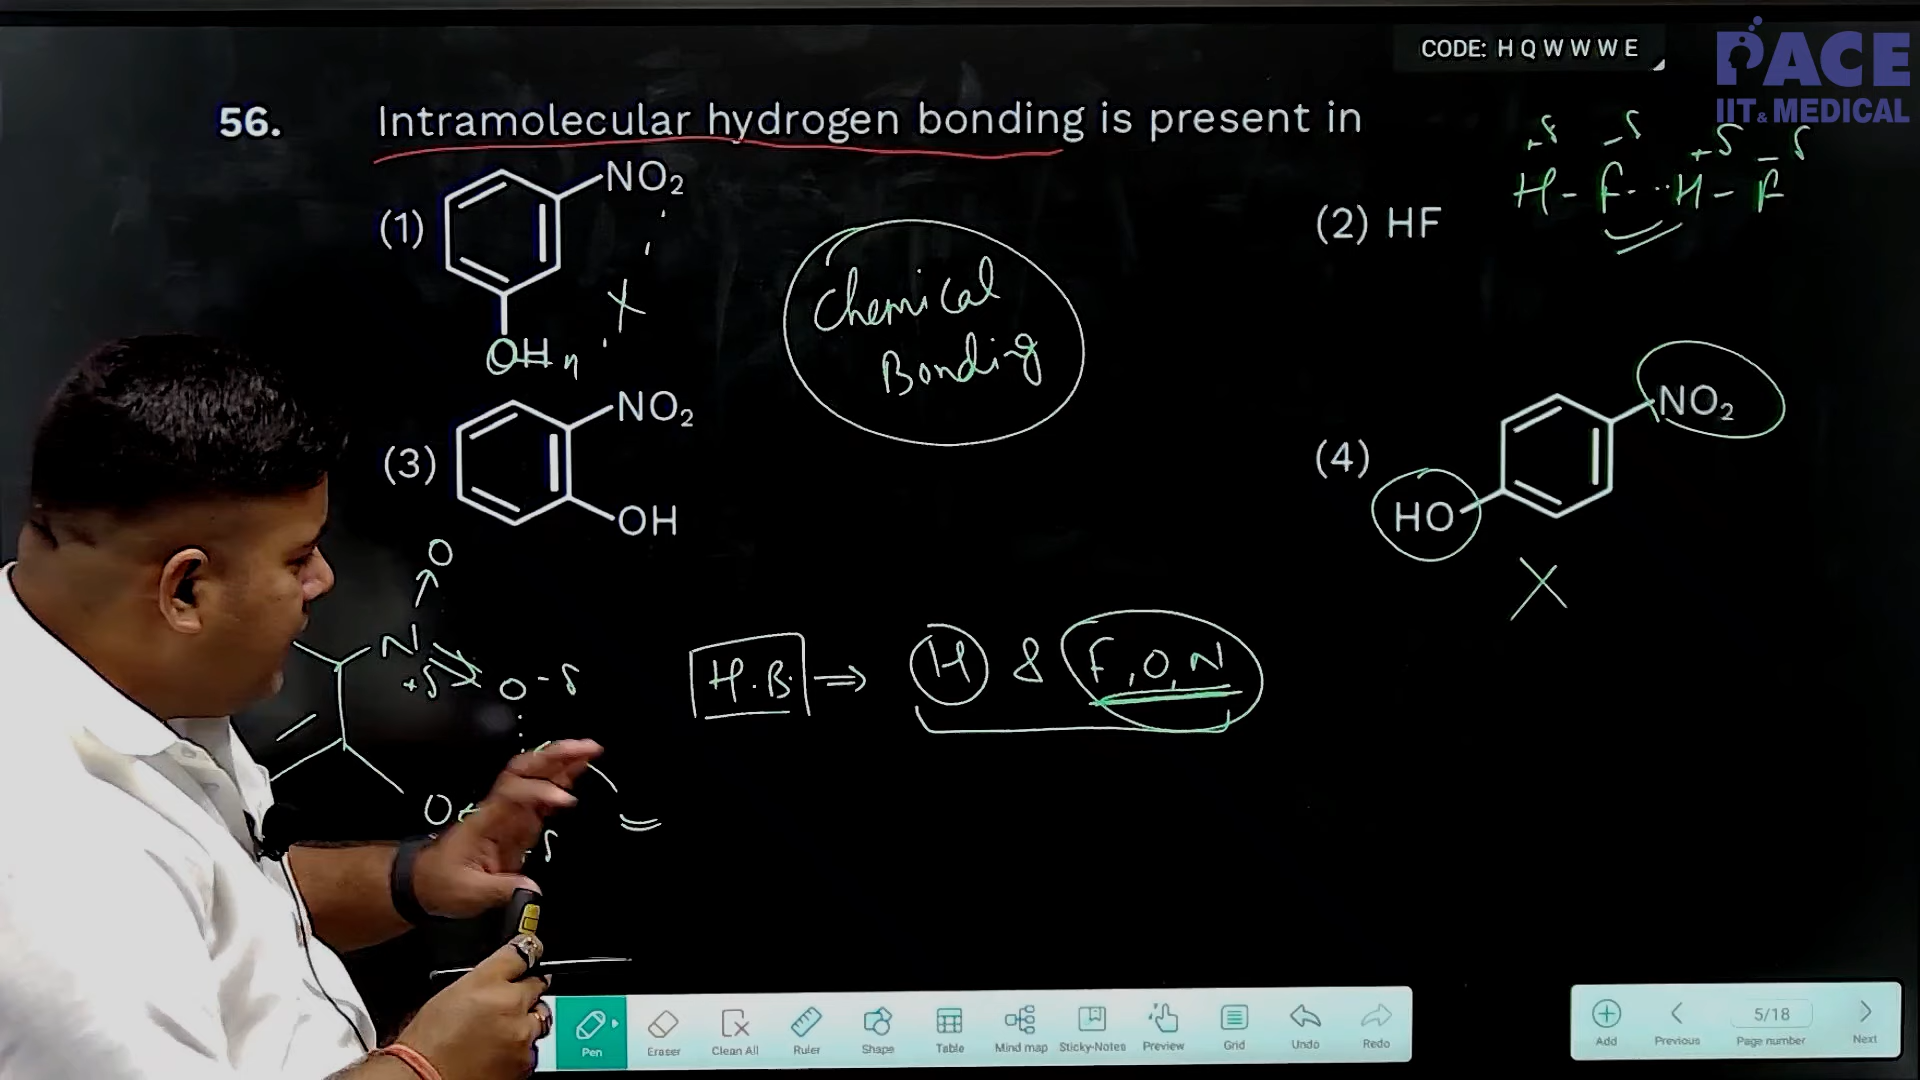 CODE: H Q W W W E
PACE
IIT & MEDICAL
56. Intramolecular hydrogen bonding is present in
+δ -δ +δ -δ
H - F ... H - F
(1)
NO2
OH
X
(2) HF
Chemical
Bonding
(3)
NO2
OH
(4)
NO2
HO
X
O
N
+δ
O -δ
O
δ
H.B. ⇒ H & F, O, N
Pen
Eraser
Clean All
Ruler
Shape
Table
Mind map
Sticky-Notes
Preview
Grid
Undo
Redo
Add
Previous
5/18
Page number
Next